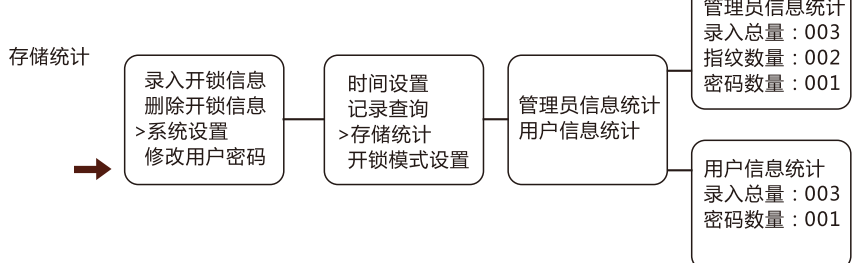 存储统计
录入开锁信息
删除开锁信息
>系统设置
修改用户密码
时间设置
记录查询
>存储统计
开锁模式设置
管理员信息统计
用户信息统计
管理员信息统计
录入总量：003
指纹数量：002
密码数量：001
用户信息统计
录入总量：003
密码数量：001